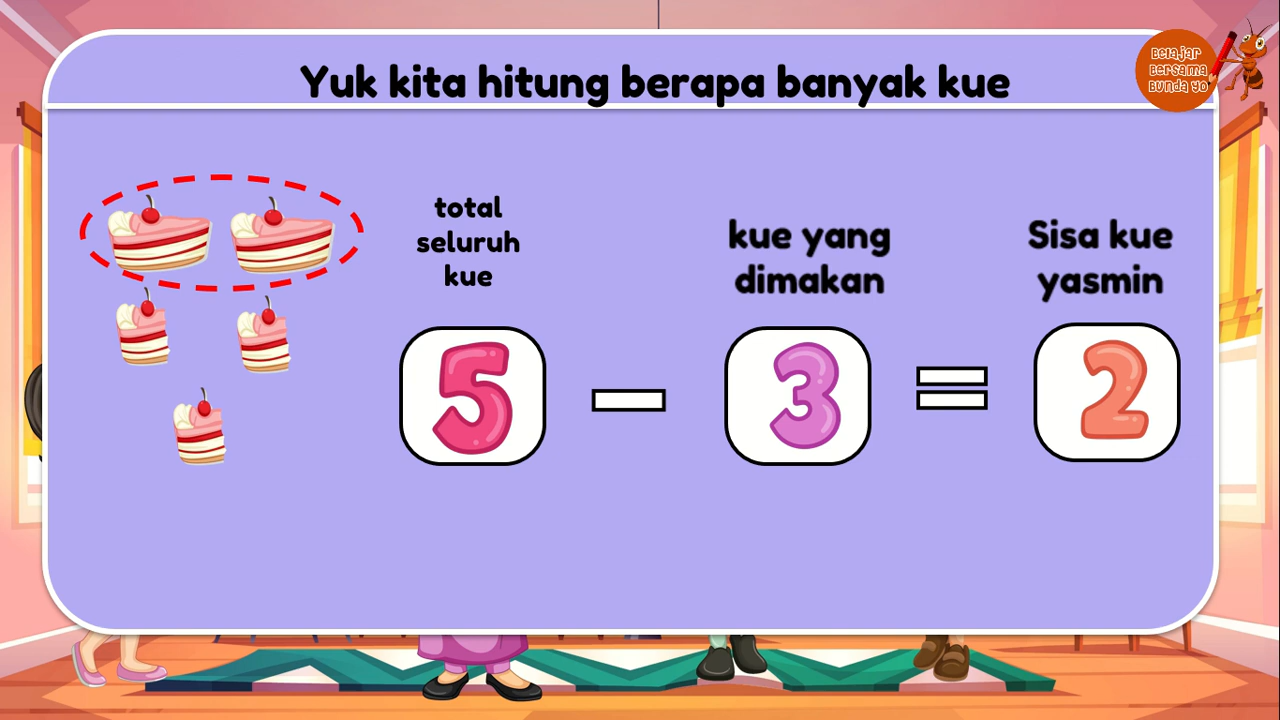 Yuk kita hitung berapa banyak kue
Belajar
Bersama
Bunda Yo
total
seluruh
kue
kue yang
dimakan
Sisa kue
yasmin
5 - 3 = 2